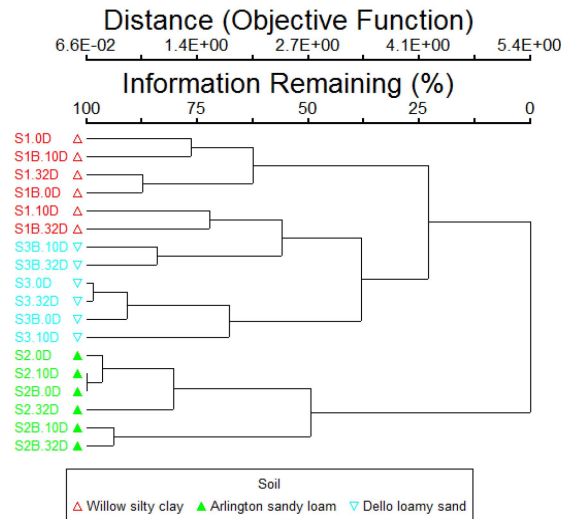 Distance (Objective Function)
6.6E-02 1.4E+00 2.7E+00 4.1E+00 5.4E+00
Information Remaining (%)
100 75 50 25 0
S1.0D
S1B.10D
S1.32D
S1B.0D
S1.10D
S1B.32D
S3B.10D
S3B.32D
S3.0D
S3.32D
S3B.0D
S3.10D
S2.0D
S2.10D
S2B.0D
S2.32D
S2B.10D
S2B.32D
Soil
Willow silty clay Arlington sandy loam Dello loamy sand